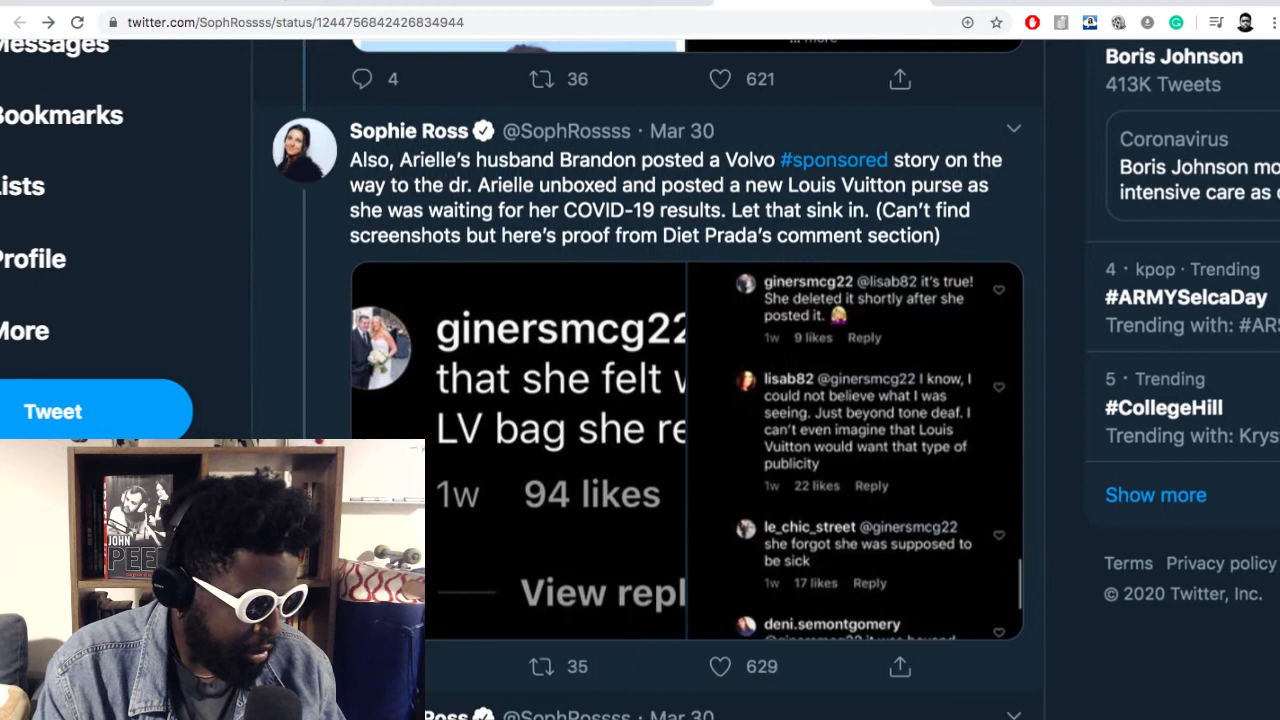 twitter.com/SophRossss/status/1244756842426834944
Messages
Bookmarks
Lists
Profile
More
Tweet
4
36
621
Sophie Ross @SophRossss · Mar 30
Also, Arielle's husband Brandon posted a Volvo #sponsored story on the
way to the dr. Arielle unboxed and posted a new Louis Vuitton purse as
she was waiting for her COVID-19 results. Let that sink in. (Can't find
screenshots but here's proof from Diet Prada's comment section)
ginersmcg22
that she felt
LV bag she
1w 94 likes
View
ginersmcg22 @lisab82 it's true!
She deleted it shortly after she
posted it.
1w 9 likes Reply
lisab82 @ginersmcg22 I know, I
could not believe what I was
seeing. Just beyond tone deaf. I
can't even imagine that Louis
Vuitton would want that type of
publicity
1w 22 likes Reply
le_chic_street @ginersmcg22
she forgot she was supposed to
be sick
1w 17 likes Reply
deni.semontgomery
35
629
Ross @SophRossss · Mar 30
Boris Johnson
413K Tweets
Coronavirus
Boris Johnson
intensive care as
4 · kpop · Trending
#ARMYSelcaDay
Trending with:
5 · Trending
#CollegeHill
Trending with:
Show more
Terms Privacy policy
© 2020 Twitter, Inc.
JOHN
PEEL